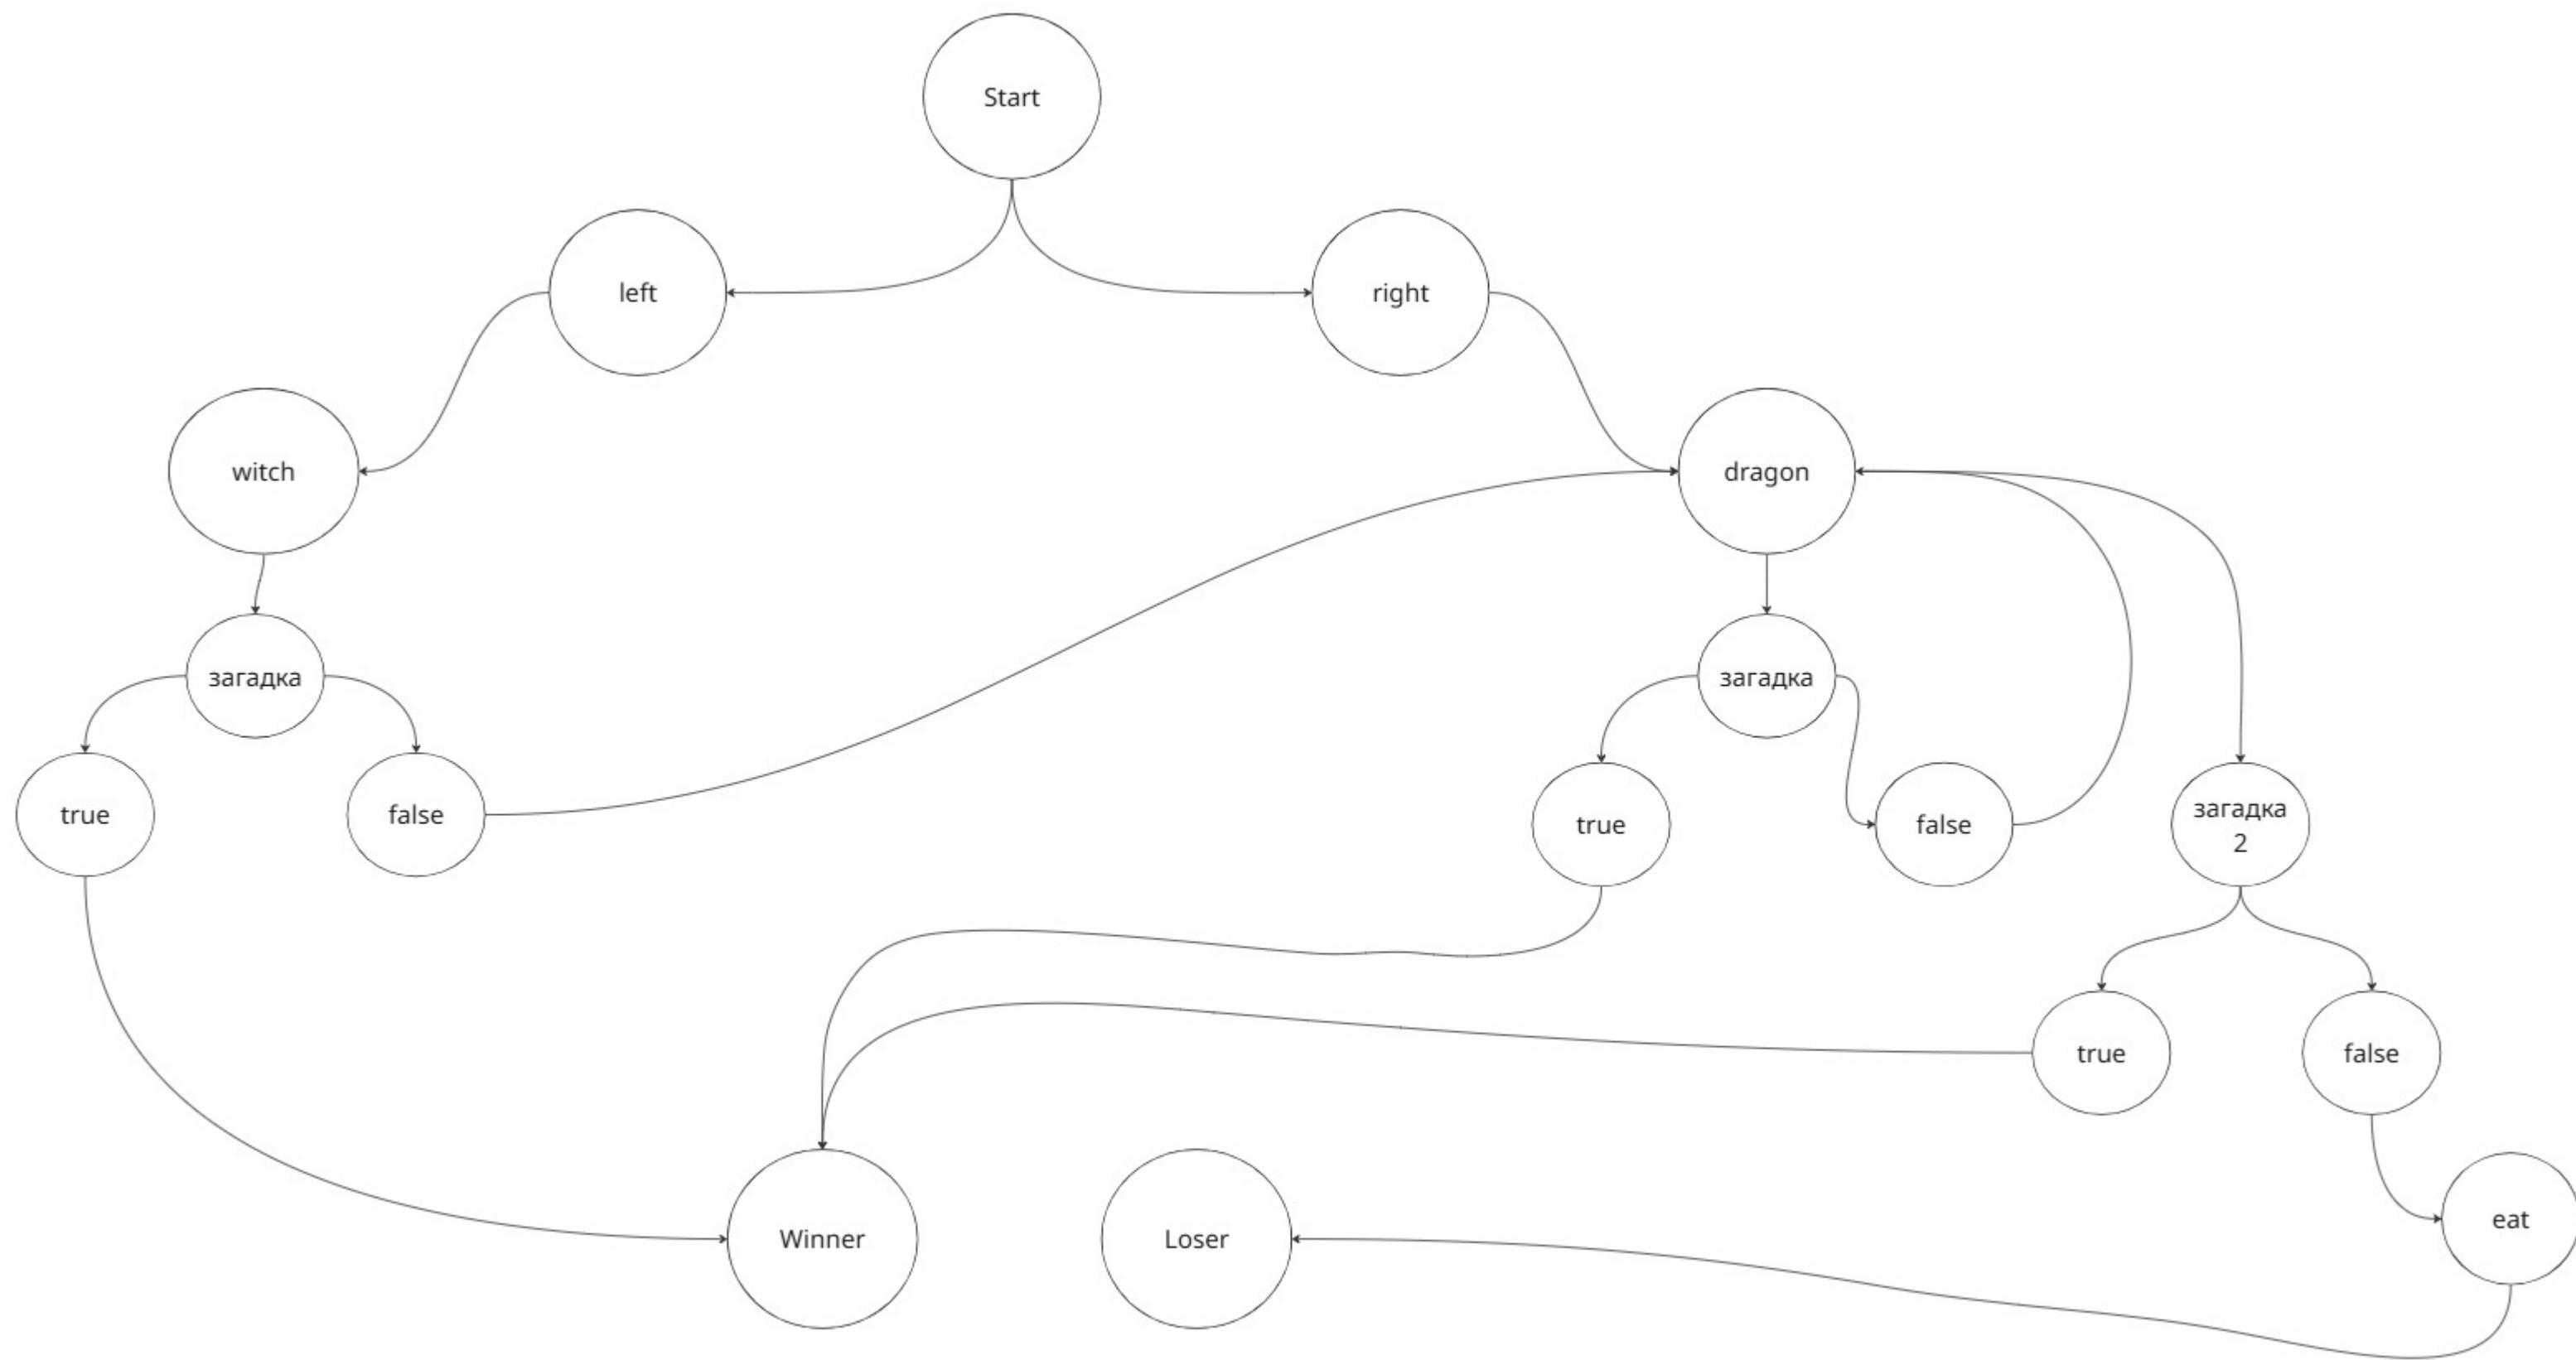 Start
left
right
witch
dragon
загадка
загадка
true
false
true
false
загадка
2
true
false
Winner
Loser
eat